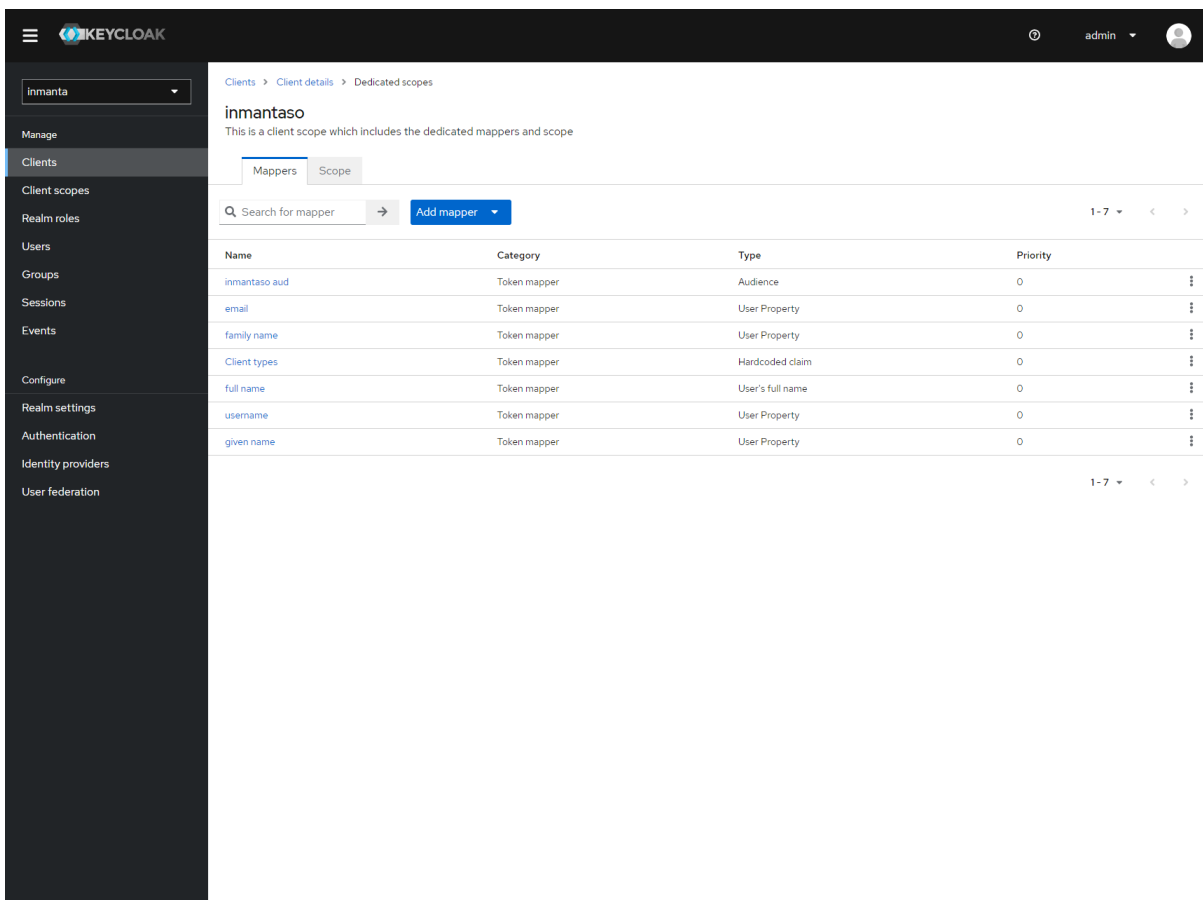 KEYCLOAK
admin
inmanta
Manage
Clients
Client scopes
Realm roles
Users
Groups
Sessions
Events
Configure
Realm settings
Authentication
Identity providers
User federation
Clients > Client details > Dedicated scopes
inmantaso
This is a client scope which includes the dedicated mappers and scope
Mappers Scope
Search for mapper Add mapper 1 - 7
Name Category Type Priority
inmantaso aud Token mapper Audience 0
email Token mapper User Property 0
family name Token mapper User Property 0
Client types Token mapper Hardcoded claim 0
full name Token mapper User's full name 0
username Token mapper User Property 0
given name Token mapper User Property 0
1 - 7